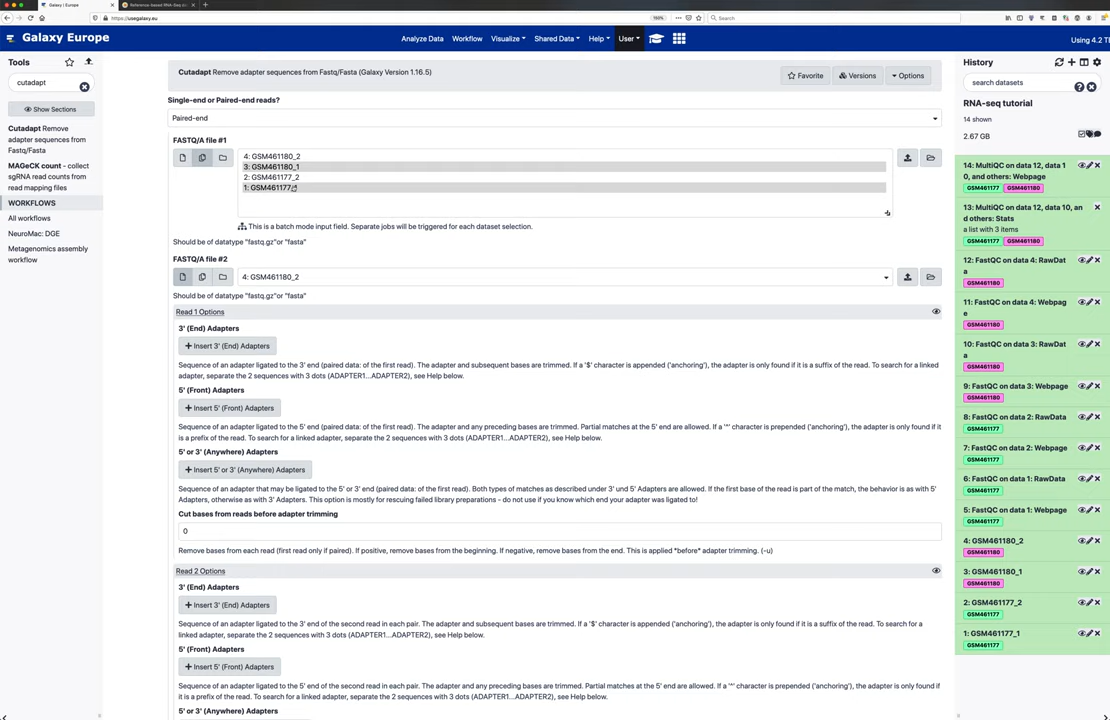 Galaxy | Europe
Reference-based RNA-Seq da
https://usegalaxy.eu
150%
Search
Galaxy Europe
Analyze Data
Workflow
Visualize
Shared Data
Help
User
Using 4.2 TB
Tools
cutadapt
Show Sections
Cutadapt Remove
adapter sequences from
Fastq/Fasta
MAGeCK count - collect
sgRNA read counts from
read mapping files
WORKFLOWS
All workflows
NeuroMac: DGE
Metagenomics assembly
workflow
Cutadapt Remove adapter sequences from Fastq/Fasta (Galaxy Version 1.16.5)
Favorite
Versions
Options
Single-end or Paired-end reads?
Paired-end
FASTQ/A file #1
4: GSM461180_2
3: GSM461180_1
2: GSM461177_2
1: GSM461177
This is a batch mode input field. Separate jobs will be triggered for each dataset selection.
Should be of datatype "fastq.gz"or "fasta"
FASTQ/A file #2
4: GSM461180_2
Should be of datatype "fastq.gz"or "fasta"
Read 1 Options
3' (End) Adapters
Insert 3' (End) Adapters
Sequence of an adapter ligated to the 3' end (paired data: of the first read). The adapter and subsequent bases are trimmed. If a '$' character is appended ('anchoring'), the adapter is only found if it is a suffix of the read. To search for a linked
adapter, separate the 2 sequences with 3 dots (ADAPTER1...ADAPTER2), see Help below.
5' (Front) Adapters
Insert 5' (Front) Adapters
Sequence of an adapter ligated to the 5' end (paired data: of the first read). The adapter and any preceding bases are trimmed. Partial matches at the 5' end are allowed. If a '^' character is prepended ('anchoring'), the adapter is only found if it
is a prefix of the read. To search for a linked adapter, separate the 2 sequences with 3 dots (ADAPTER1...ADAPTER2), see Help below.
5' or 3' (Anywhere) Adapters
Insert 5' or 3' (Anywhere) Adapters
Sequence of an adapter that may be ligated to the 5' or 3' end (paired data: of the first read). Both types of matches as described under 3' und 5' Adapters are allowed. If the first base of the read is part of the match, the behavior is as with 5'
Adapters, otherwise as with 3' Adapters. This option is mostly for rescuing failed library preparations - do not use if you know which end your adapter was ligated to!
Cut bases from reads before adapter trimming
0
Remove bases from each read (first read only if paired). If positive, remove bases from the beginning. If negative, remove bases from the end. This is applied *before* adapter trimming. (-u)
Read 2 Options
3' (End) Adapters
Insert 3' (End) Adapters
Sequence of an adapter ligated to the 3' end of the second read in each pair. The adapter and subsequent bases are trimmed. If a '$' character is appended ('anchoring'), the adapter is only found if it is a suffix of the read. To search for a
linked adapter, separate the 2 sequences with 3 dots (ADAPTER1...ADAPTER2), see Help below.
5' (Front) Adapters
Insert 5' (Front) Adapters
Sequence of an adapter ligated to the 5' end of the second read in each pair. The adapter and any preceding bases are trimmed. Partial matches at the 5' end are allowed. If a '^' character is prepended ('anchoring'), the adapter is only found if
it is a prefix of the read. To search for a linked adapter, separate the 2 sequences with 3 dots (ADAPTER1...ADAPTER2), see Help below.
5' or 3' (Anywhere) Adapters
History
search datasets
RNA-seq tutorial
14 shown
2.67 GB
14: MultiQC on data 12, data 1
0, and others: Webpage
GSM461177 GSM461180
13: MultiQC on data 12, data 10, an
d others: Stats
a list with 3 items
GSM461177 GSM461180
12: FastQC on data 4: RawDat
a
GSM461180
11: FastQC on data 4: Webpag
e
GSM461180
10: FastQC on data 3: RawDat
a
GSM461180
9: FastQC on data 3: Webpage
GSM461180
8: FastQC on data 2: RawData
GSM461177
7: FastQC on data 2: Webpage
GSM461177
6: FastQC on data 1: RawData
GSM461177
5: FastQC on data 1: Webpage
GSM461177
4: GSM461180_2
GSM461180
3: GSM461180_1
GSM461180
2: GSM461177_2
GSM461177
1: GSM461177_1
GSM461177